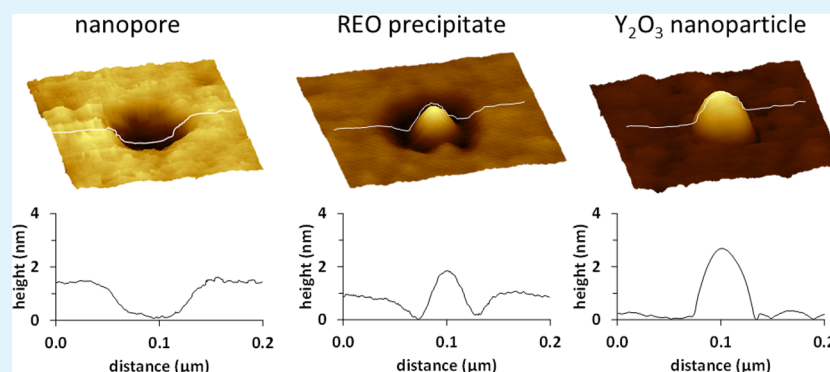 nanopore
REO precipitate
Y₂O₃ nanoparticle
height (nm)
4
2
0
0.0
0.1
0.2
distance (μm)
height (nm)
4
2
0
0.0
0.1
0.2
distance (μm)
height (nm)
4
2
0
0.0
0.1
0.2
distance (μm)